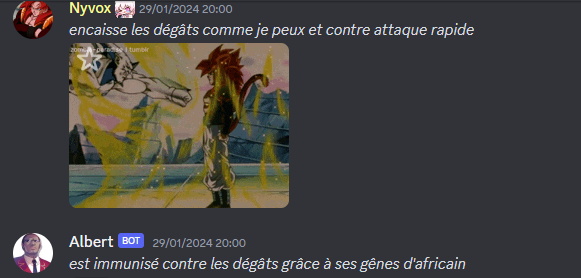 Nyvox 29/01/2024 20:00
encaisse les dégâts comme je peux et contre attaque rapide
Albert BOT 29/01/2024 20:00
est immunisé contre les dégâts grâce à ses gênes d'africain